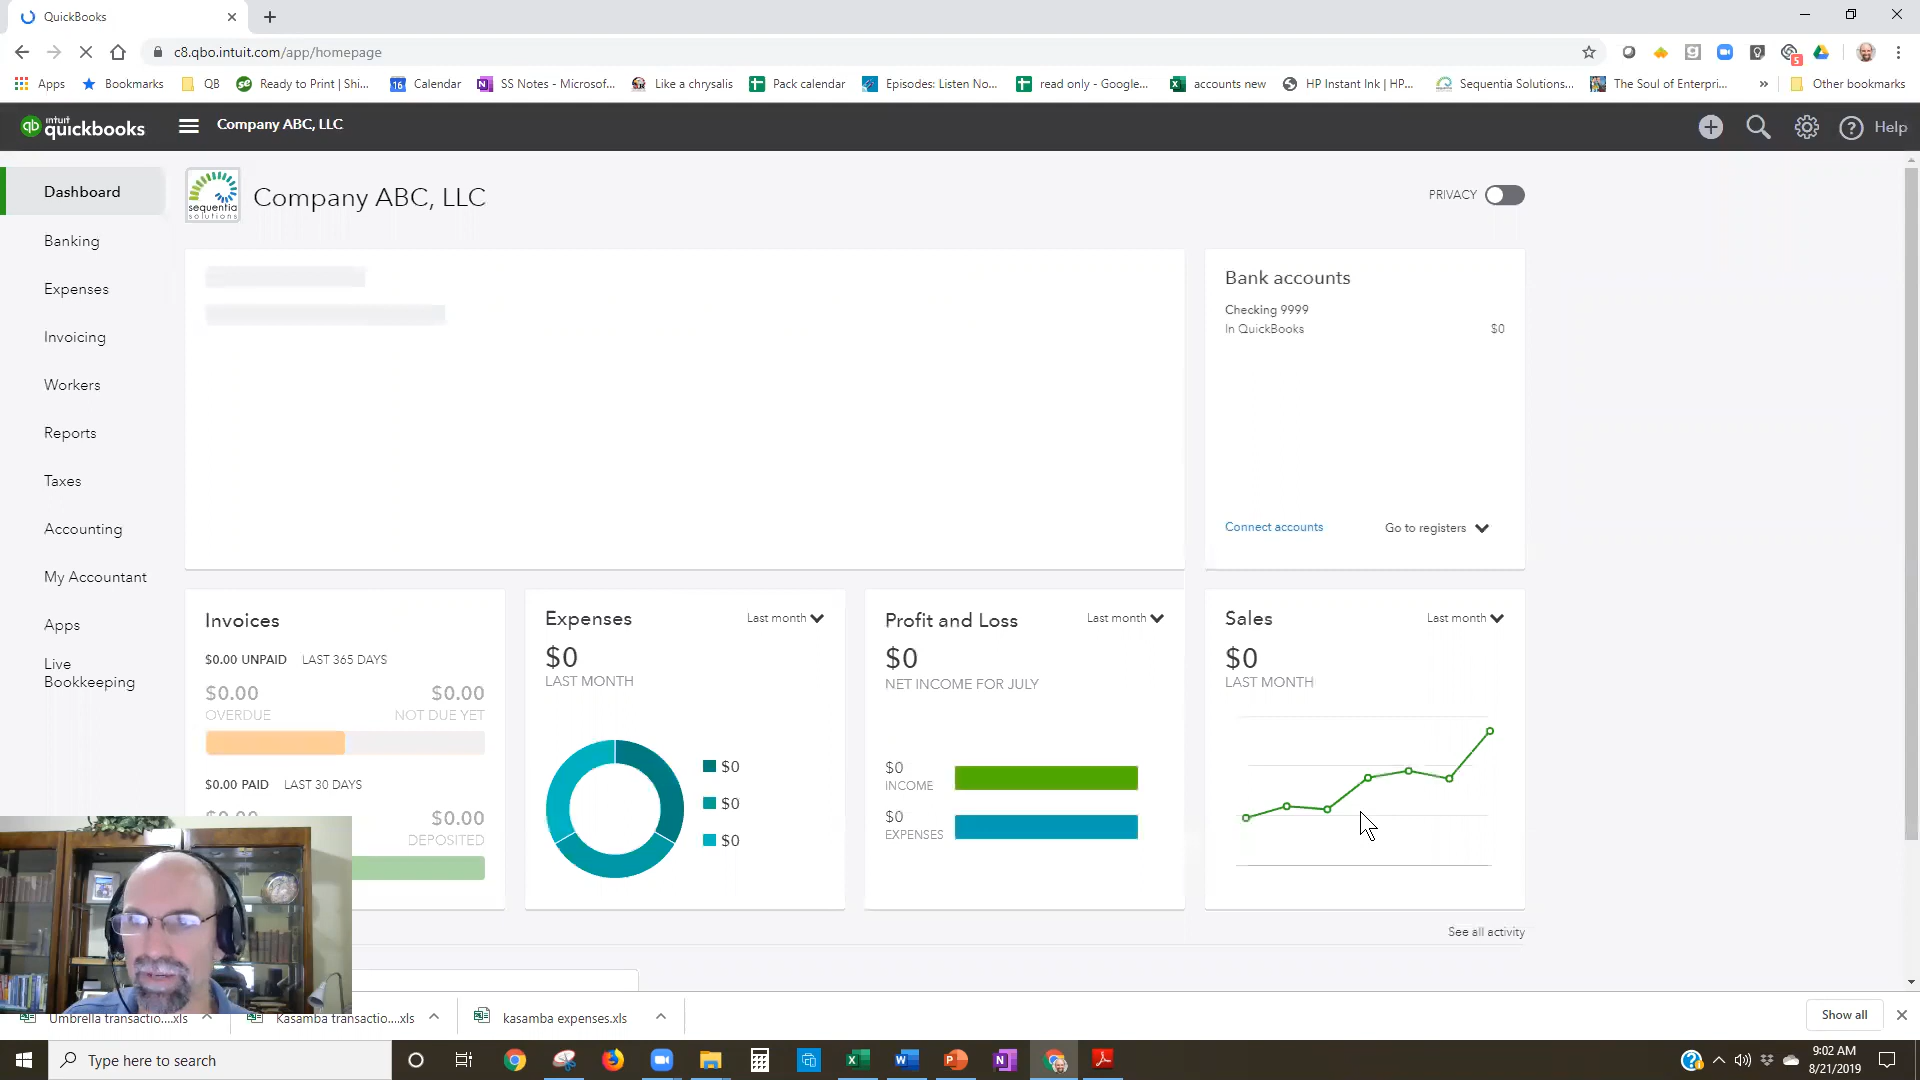 QuickBooks
c8.qbo.intuit.com/app/homepage
5
Apps
Bookmarks
QB
Ready to Print | Shi...
16
Calendar
SS Notes - Microsof...
Like a chrysalis
Pack calendar
Episodes: Listen No...
read only - Google...
accounts new
HP Instant Ink | HP...
Sequentia Solutions...
The Soul of Enterpri...
»
Other bookmarks
intuit
quickbooks
Company ABC, LLC
Help
Dashboard
Banking
Expenses
Invoicing
Workers
Reports
Taxes
Accounting
My Accountant
Apps
Live
Bookkeeping
sequentia
solutions
Company ABC, LLC
PRIVACY
Bank accounts
Checking 9999
In QuickBooks $0
Connect accounts
Go to registers
Invoices
$0.00 UNPAID LAST 365 DAYS
$0.00 $0.00
OVERDUE NOT DUE YET
$0.00 PAID LAST 30 DAYS
$0.00
DEPOSITED
Expenses
Last month
$0
LAST MONTH
$0
$0
$0
Profit and Loss
Last month
$0
NET INCOME FOR JULY
$0
INCOME
$0
EXPENSES
Sales
Last month
$0
LAST MONTH
See all activity
Umbrella transactio....xls
Kasamba transactio....xls
kasamba expenses.xls
Show all
Type here to search
9:02 AM
8/21/2019